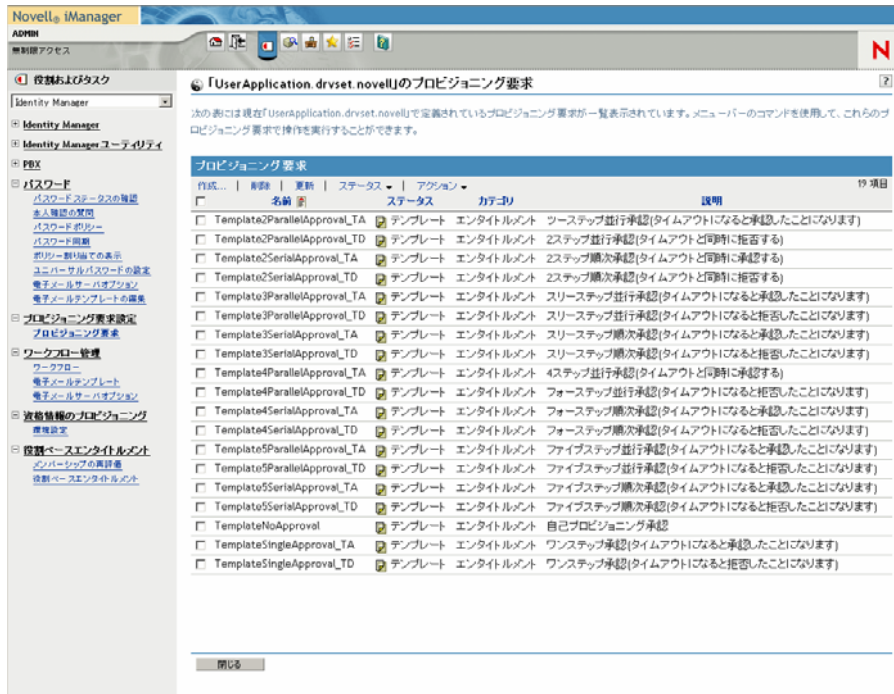 Novell® iManager
ADMIN
無制限アクセス
N
役割およびタスク
Identity Manager
Identity Manager
Identity Manager ユーティリティ
PBX
パスワード
パスワードステータスの確認
本人確認の質問
パスワードポリシー
パスワード同期
ポリシー割り当ての表示
ユニバーサルパスワードの設定
電子メールサーバオプション
電子メールテンプレートの編集
プロビジョニング要求設定
プロビジョニング要求
ワークフロー管理
ワークフロー
電子メールテンプレート
電子メールサーバオプション
資格情報のプロビジョニング
環境設定
役割ベースエンタイトルメント
メンバーシップの再評価
役割ベースエンタイトルメント
「UserApplication.drvset.novell」のプロビジョニング要求
?
次の表には現在「UserApplication.drvset.novell」で定義されているプロビジョニング要求が一覧表示されています。メニューバーのコマンドを使用して、これらのプ
ロビジョニング要求で操作を実行することができます。
プロビジョニング要求
作成... | 削除 | 更新 | ステータス | アクション 19 項目
名前 ステータス カテゴリ 説明
Template2ParallelApproval_TA テンプレート エンタイトルメント ツーステップ並行承認(タイムアウトになると承認したことになります)
Template2ParallelApproval_TD テンプレート エンタイトルメント 2ステップ並行承認(タイムアウトと同時に拒否する)
Template2SerialApproval_TA テンプレート エンタイトルメント 2ステップ順次承認(タイムアウトと同時に承認する)
Template2SerialApproval_TD テンプレート エンタイトルメント 2ステップ順次承認(タイムアウトと同時に拒否する)
Template3ParallelApproval_TA テンプレート エンタイトルメント スリーステップ並行承認(タイムアウトになると承認したことになります)
Template3ParallelApproval_TD テンプレート エンタイトルメント スリーステップ並行承認(タイムアウトになると拒否したことになります)
Template3SerialApproval_TA テンプレート エンタイトルメント スリーステップ順次承認(タイムアウトになると承認したことになります)
Template3SerialApproval_TD テンプレート エンタイトルメント スリーステップ順次承認(タイムアウトになると拒否したことになります)
Template4ParallelApproval_TA テンプレート エンタイトルメント 4ステップ並行承認(タイムアウトと同時に承認する)
Template4ParallelApproval_TD テンプレート エンタイトルメント フォーステップ並行承認(タイムアウトになると拒否したことになります)
Template4SerialApproval_TA テンプレート エンタイトルメント フォーステップ順次承認(タイムアウトになると承認したことになります)
Template4SerialApproval_TD テンプレート エンタイトルメント フォーステップ順次承認(タイムアウトになると拒否したことになります)
Template5ParallelApproval_TA テンプレート エンタイトルメント ファイブステップ並行承認(タイムアウトになると承認したことになります)
Template5ParallelApproval_TD テンプレート エンタイトルメント ファイブステップ並行承認(タイムアウトになると拒否したことになります)
Template5SerialApproval_TA テンプレート エンタイトルメント ファイブステップ順次承認(タイムアウトになると承認したことになります)
Template5SerialApproval_TD テンプレート エンタイトルメント ファイブステップ順次承認(タイムアウトになると拒否したことになります)
TemplateNoApproval テンプレート エンタイトルメント 自己プロビジョニング承認
TemplateSingleApproval_TA テンプレート エンタイトルメント ワンステップ承認(タイムアウトになると承認したことになります)
TemplateSingleApproval_TD テンプレート エンタイトルメント ワンステップ承認(タイムアウトになると拒否したことになります)
閉じる